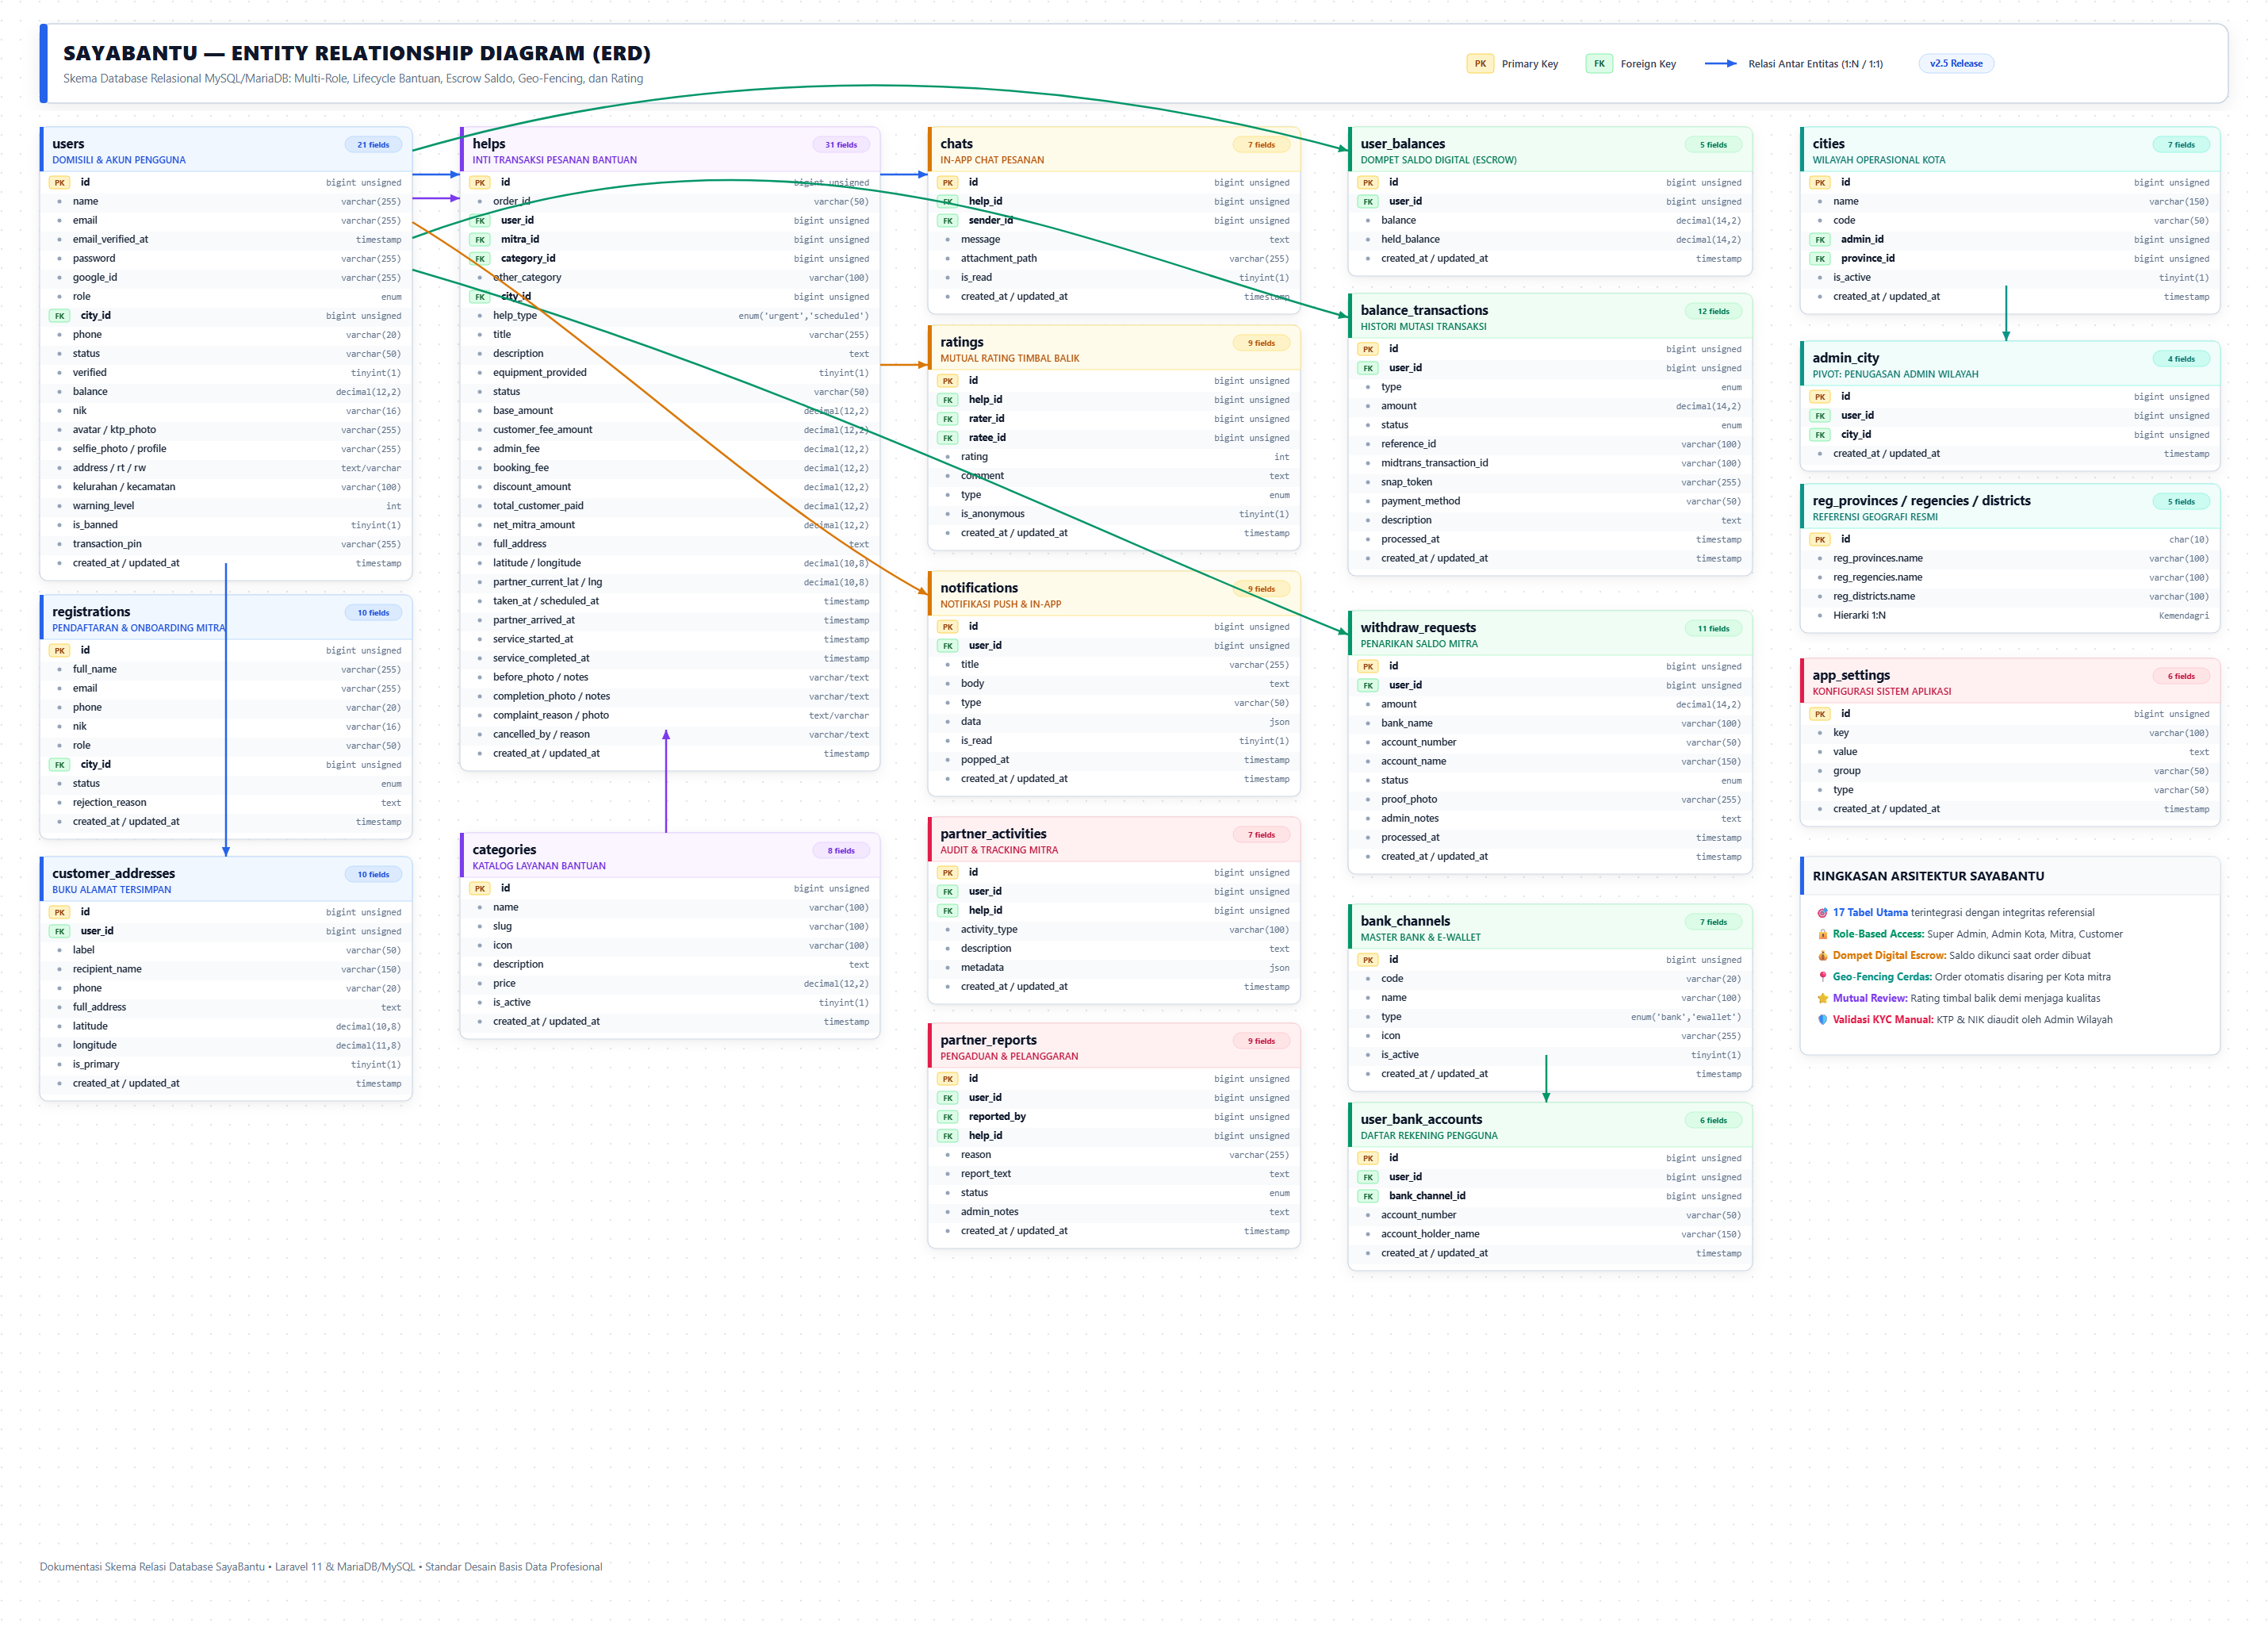 SAYABANTU — ENTITY RELATIONSHIP DIAGRAM (ERD)
Skema Database Relasional MySQL/MariaDB: Multi-Role, Lifecycle Bantuan, Escrow Saldo, Geo-Fencing, dan Rating
PK Primary Key FK Foreign Key Relasi Antar Entitas (1:N / 1:1) v2.5 Release
users 21 fields
DOMISILI & AKUN PENGGUNA
PK id bigint unsigned
• name varchar(255)
• email varchar(255)
• email_verified_at timestamp
• password varchar(255)
• google_id varchar(255)
• role enum
FK city_id bigint unsigned
• phone varchar(20)
• status varchar(50)
• verified tinyint(1)
• balance decimal(12,2)
• nik varchar(16)
• avatar / ktp_photo varchar(255)
• selfie_photo / profile varchar(255)
• address / rt / rw text/varchar
• kelurahan / kecamatan varchar(100)
• warning_level int
• is_banned tinyint(1)
• transaction_pin varchar(255)
• created_at / updated_at timestamp
registrations 10 fields
PENDAFTARAN & ONBOARDING MITRA
PK id bigint unsigned
• full_name varchar(255)
• email varchar(255)
• phone varchar(20)
• nik varchar(16)
• role varchar(50)
FK city_id bigint unsigned
• status enum
• rejection_reason text
• created_at / updated_at timestamp
customer_addresses 10 fields
BUKU ALAMAT TERSIMPAN
PK id bigint unsigned
FK user_id bigint unsigned
• label varchar(50)
• recipient_name varchar(150)
• phone varchar(20)
• full_address text
• latitude decimal(10,8)
• longitude decimal(11,8)
• is_primary tinyint(1)
• created_at / updated_at timestamp
helps 31 fields
INTI TRANSAKSI PESANAN BANTUAN
PK id bigint unsigned
• order_id varchar(50)
FK user_id bigint unsigned
FK mitra_id bigint unsigned
FK category_id bigint unsigned
• other_category varchar(100)
FK city_id bigint unsigned
• help_type enum('urgent','scheduled')
• title varchar(255)
• description text
• equipment_provided tinyint(1)
• status varchar(50)
• base_amount decimal(12,2)
• customer_fee_amount decimal(12,2)
• admin_fee decimal(12,2)
• booking_fee decimal(12,2)
• discount_amount decimal(12,2)
• total_customer_paid decimal(12,2)
• net_mitra_amount decimal(12,2)
• full_address text
• latitude / longitude decimal(10,8)
• partner_current_lat / lng decimal(10,8)
• taken_at / scheduled_at timestamp
• partner_arrived_at timestamp
• service_started_at timestamp
• service_completed_at timestamp
• before_photo / notes varchar/text
• completion_photo / notes varchar/text
• complaint_reason / photo text/varchar
• cancelled_by / reason varchar/text
• created_at / updated_at timestamp
categories 8 fields
KATALOG LAYANAN BANTUAN
PK id bigint unsigned
• name varchar(100)
• slug varchar(100)
• icon varchar(100)
• description text
• price decimal(12,2)
• is_active tinyint(1)
• created_at / updated_at timestamp
chats 7 fields
IN-APP CHAT PESANAN
PK id bigint unsigned
FK help_id bigint unsigned
FK sender_id bigint unsigned
• message text
• attachment_path varchar(255)
• is_read tinyint(1)
• created_at / updated_at timestamp
ratings 9 fields
MUTUAL RATING TIMBAL BALIK
PK id bigint unsigned
FK help_id bigint unsigned
FK rater_id bigint unsigned
FK ratee_id bigint unsigned
• rating int
• comment text
• type enum
• is_anonymous tinyint(1)
• created_at / updated_at timestamp
notifications 9 fields
NOTIFIKASI PUSH & IN-APP
PK id bigint unsigned
FK user_id bigint unsigned
• title varchar(255)
• body text
• type varchar(50)
• data json
• is_read tinyint(1)
• popped_at timestamp
• created_at / updated_at timestamp
partner_activities 7 fields
AUDIT & TRACKING MITRA
PK id bigint unsigned
FK user_id bigint unsigned
FK help_id bigint unsigned
• activity_type varchar(100)
• description text
• metadata json
• created_at / updated_at timestamp
partner_reports 9 fields
PENGADUAN & PELANGGARAN
PK id bigint unsigned
FK user_id bigint unsigned
FK reported_by bigint unsigned
FK help_id bigint unsigned
• reason varchar(255)
• report_text text
• status enum
• admin_notes text
• created_at / updated_at timestamp
user_balances 5 fields
DOMPET SALDO DIGITAL (ESCROW)
PK id bigint unsigned
FK user_id bigint unsigned
• balance decimal(14,2)
• held_balance decimal(14,2)
• created_at / updated_at timestamp
balance_transactions 12 fields
HISTORI MUTASI TRANSAKSI
PK id bigint unsigned
FK user_id bigint unsigned
• type enum
• amount decimal(14,2)
• status enum
• reference_id varchar(100)
• midtrans_transaction_id varchar(100)
• snap_token varchar(255)
• payment_method varchar(50)
• description text
• processed_at timestamp
• created_at / updated_at timestamp
withdraw_requests 11 fields
PENARIKAN SALDO MITRA
PK id bigint unsigned
FK user_id bigint unsigned
• amount decimal(14,2)
• bank_name varchar(100)
• account_number varchar(50)
• account_name varchar(150)
• status enum
• proof_photo varchar(255)
• admin_notes text
• processed_at timestamp
• created_at / updated_at timestamp
bank_channels 7 fields
MASTER BANK & E-WALLET
PK id bigint unsigned
• code varchar(20)
• name varchar(100)
• type enum('bank','ewallet')
• icon varchar(255)
• is_active tinyint(1)
• created_at / updated_at timestamp
user_bank_accounts 6 fields
DAFTAR REKENING PENGGUNA
PK id bigint unsigned
FK user_id bigint unsigned
FK bank_channel_id bigint unsigned
• account_number varchar(50)
• account_holder_name varchar(150)
• created_at / updated_at timestamp
cities 7 fields
WILAYAH OPERASIONAL KOTA
PK id bigint unsigned
• name varchar(150)
• code varchar(50)
FK admin_id bigint unsigned
FK province_id bigint unsigned
• is_active tinyint(1)
• created_at / updated_at timestamp
admin_city 4 fields
PIVOT: PENUGASAN ADMIN WILAYAH
PK id bigint unsigned
FK user_id bigint unsigned
FK city_id bigint unsigned
• created_at / updated_at timestamp
reg_provinces / regencies / districts 5 fields
REFERENSI GEOGRAFI RESMI
PK id char(10)
• reg_provinces.name varchar(100)
• reg_regencies.name varchar(100)
• reg_districts.name varchar(100)
• Hierarki 1:N Kemendagri
app_settings 6 fields
KONFIGURASI SISTEM APLIKASI
PK id bigint unsigned
• key varchar(100)
• value text
• group varchar(50)
• type varchar(50)
• created_at / updated_at timestamp
RINGKASAN ARSITEKTUR SAYABANTU
🎯 17 Tabel Utama terintegrasi dengan integritas referensial
🔒 Role-Based Access: Super Admin, Admin Kota, Mitra, Customer
💰 Dompet Digital Escrow: Saldo dikunci saat order dibuat
📍 Geo-Fencing Cerdas: Order otomatis disaring per Kota mitra
⭐ Mutual Review: Rating timbal balik demi menjaga kualitas
🛡️ Validasi KYC Manual: KTP & NIK diaudit oleh Admin Wilayah
Dokumentasi Skema Relasi Database SayaBantu • Laravel 11 & MariaDB/MySQL • Standar Desain Basis Data Profesional